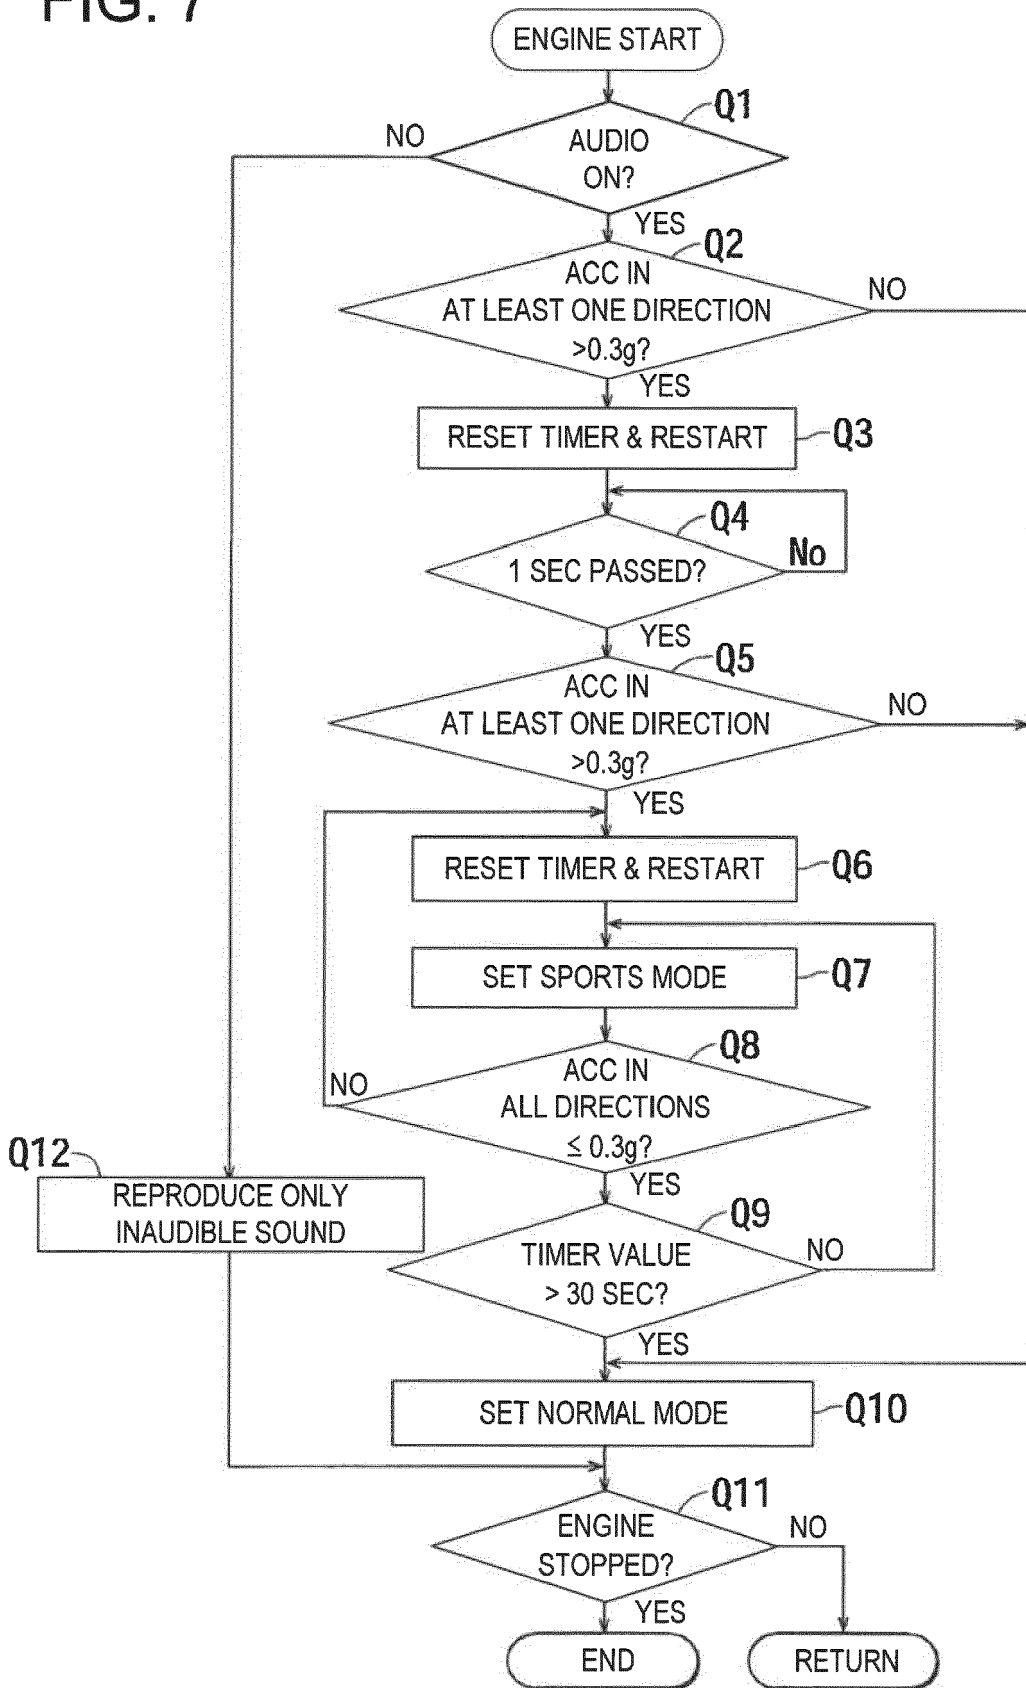 FIG. 7
ENGINE START
Q1
NO
AUDIO
ON?
YES
Q2
ACC IN
AT LEAST ONE DIRECTION
>0.3g?
NO
YES
RESET TIMER & RESTART
Q3
Q4
No
1 SEC PASSED?
YES
Q5
ACC IN
AT LEAST ONE DIRECTION
>0.3g?
NO
YES
RESET TIMER & RESTART
Q6
SET SPORTS MODE
Q7
Q8
ACC IN
ALL DIRECTIONS
≤ 0.3g?
NO
YES
Q12
REPRODUCE ONLY
INAUDIBLE SOUND
Q9
TIMER VALUE
> 30 SEC?
NO
YES
SET NORMAL MODE
Q10
Q11
ENGINE
STOPPED?
NO
YES
END
RETURN